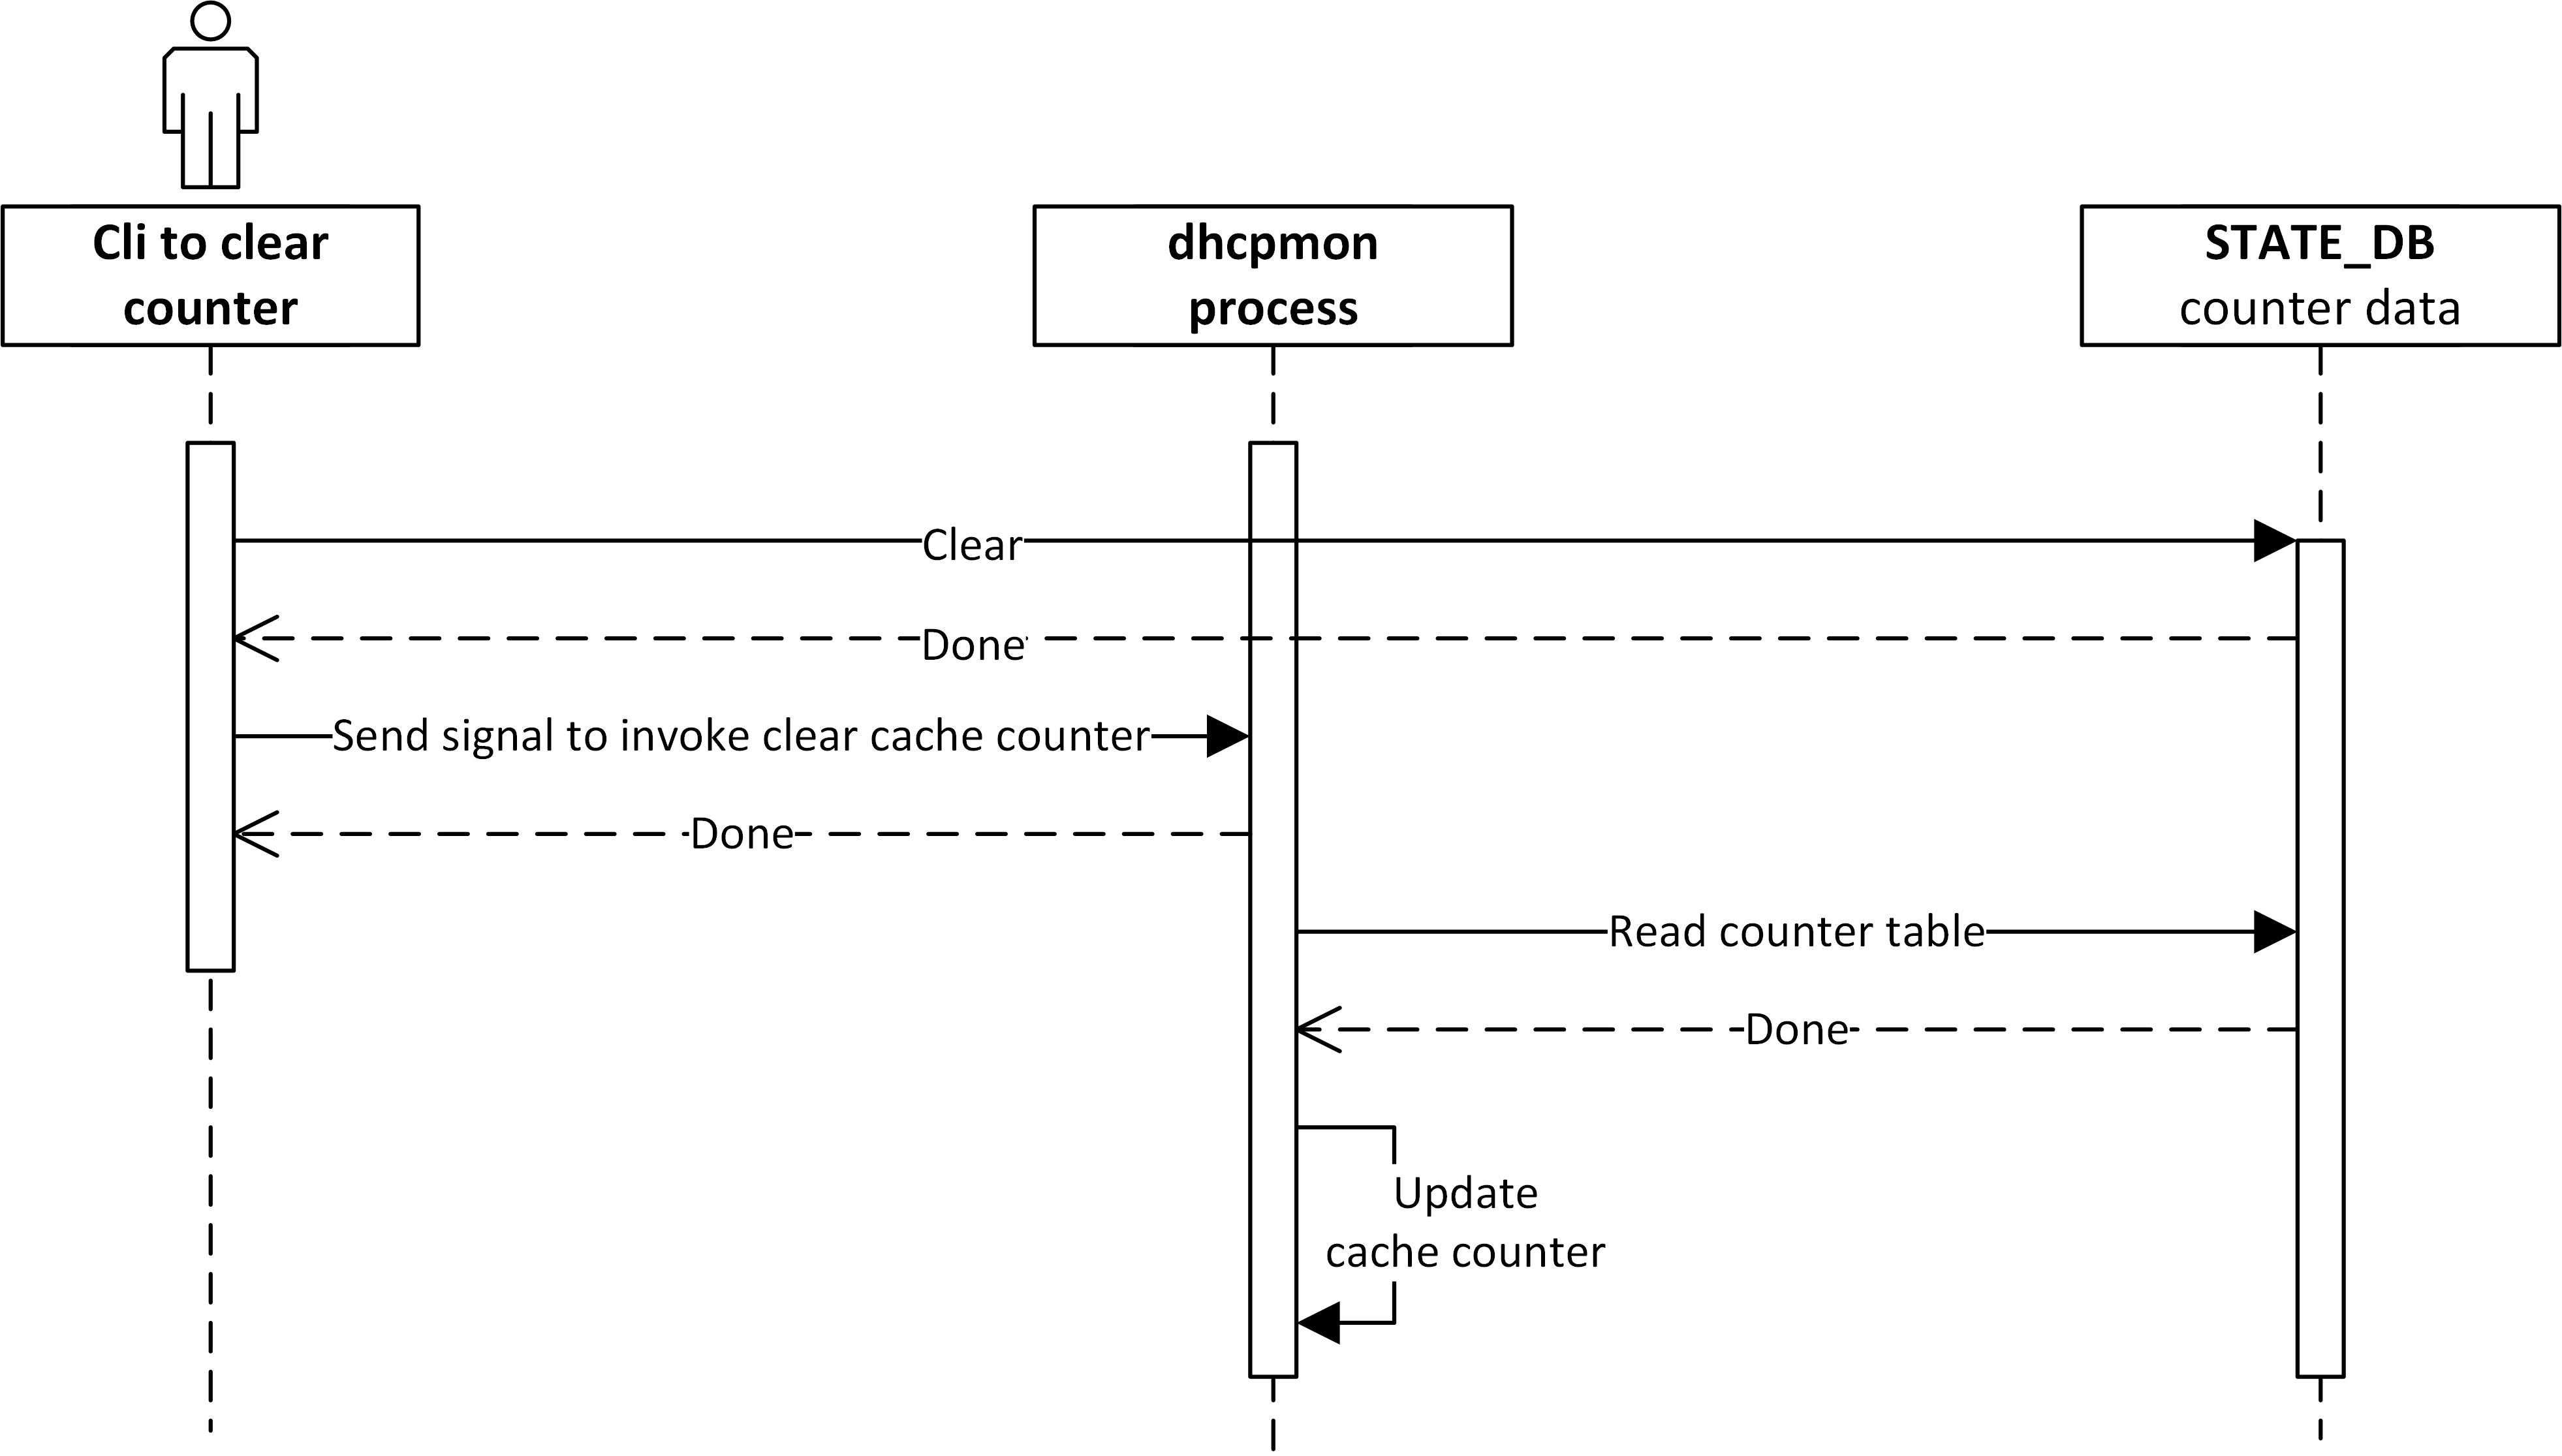 Cli to clear
counter
dhcpmon
process
STATE_DB
counter data
Clear
Done
Send signal to invoke clear cache counter
Done
Read counter table
Done
Update
cache counter